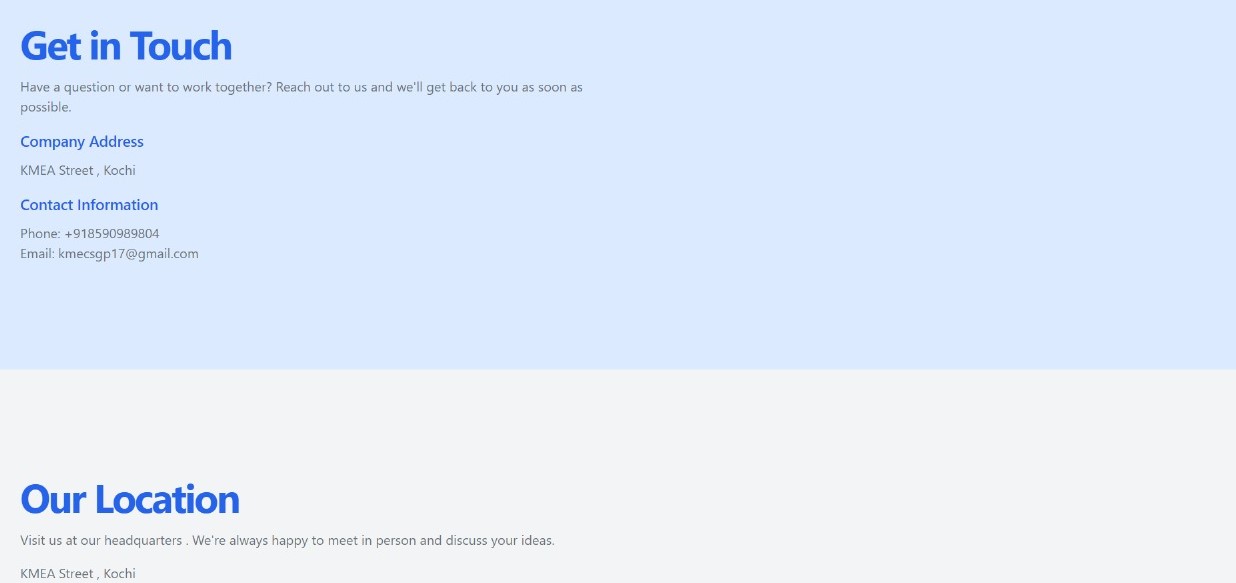 Get in Touch
Have a question or want to work together? Reach out to us and we'll get back to you as soon as
possible.
Company Address
KMEA Street , Kochi
Contact Information
Phone: +918590989804
Email: kmecsgp17@gmail.com
Our Location
Visit us at our headquarters . We're always happy to meet in person and discuss your ideas.
KMEA Street , Kochi